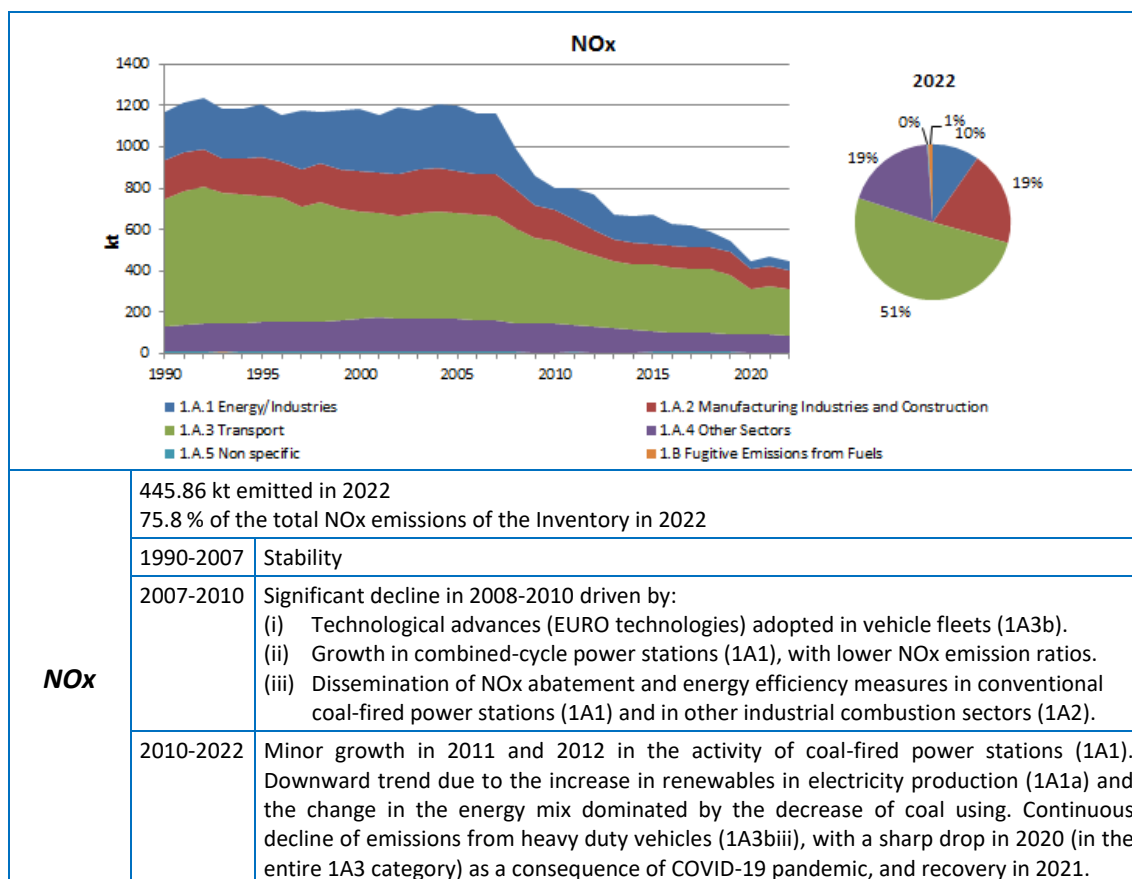 NOx
1400
1200
1000
800
600
400
200
0
kt
1990
1995
2000
2005
2010
2015
2020
2022
0%
1%
10%
19%
19%
51%
1.A.1 Energy/Industries
1.A.2 Manufacturing Industries and Construction
1.A.3 Transport
1.A.4 Other Sectors
1.A.5 Non specific
1.B Fugitive Emissions from Fuels
NOx
445.86 kt emitted in 2022
75.8 % of the total NOx emissions of the Inventory in 2022
1990-2007 Stability
2007-2010 Significant decline in 2008-2010 driven by:
(i) Technological advances (EURO technologies) adopted in vehicle fleets (1A3b).
(ii) Growth in combined-cycle power stations (1A1), with lower NOx emission ratios.
(iii) Dissemination of NOx abatement and energy efficiency measures in conventional
coal-fired power stations (1A1) and in other industrial combustion sectors (1A2).
2010-2022 Minor growth in 2011 and 2012 in the activity of coal-fired power stations (1A1).
Downward trend due to the increase in renewables in electricity production (1A1a) and
the change in the energy mix dominated by the decrease of coal using. Continuous
decline of emissions from heavy duty vehicles (1A3biii), with a sharp drop in 2020 (in the
entire 1A3 category) as a consequence of COVID-19 pandemic, and recovery in 2021.